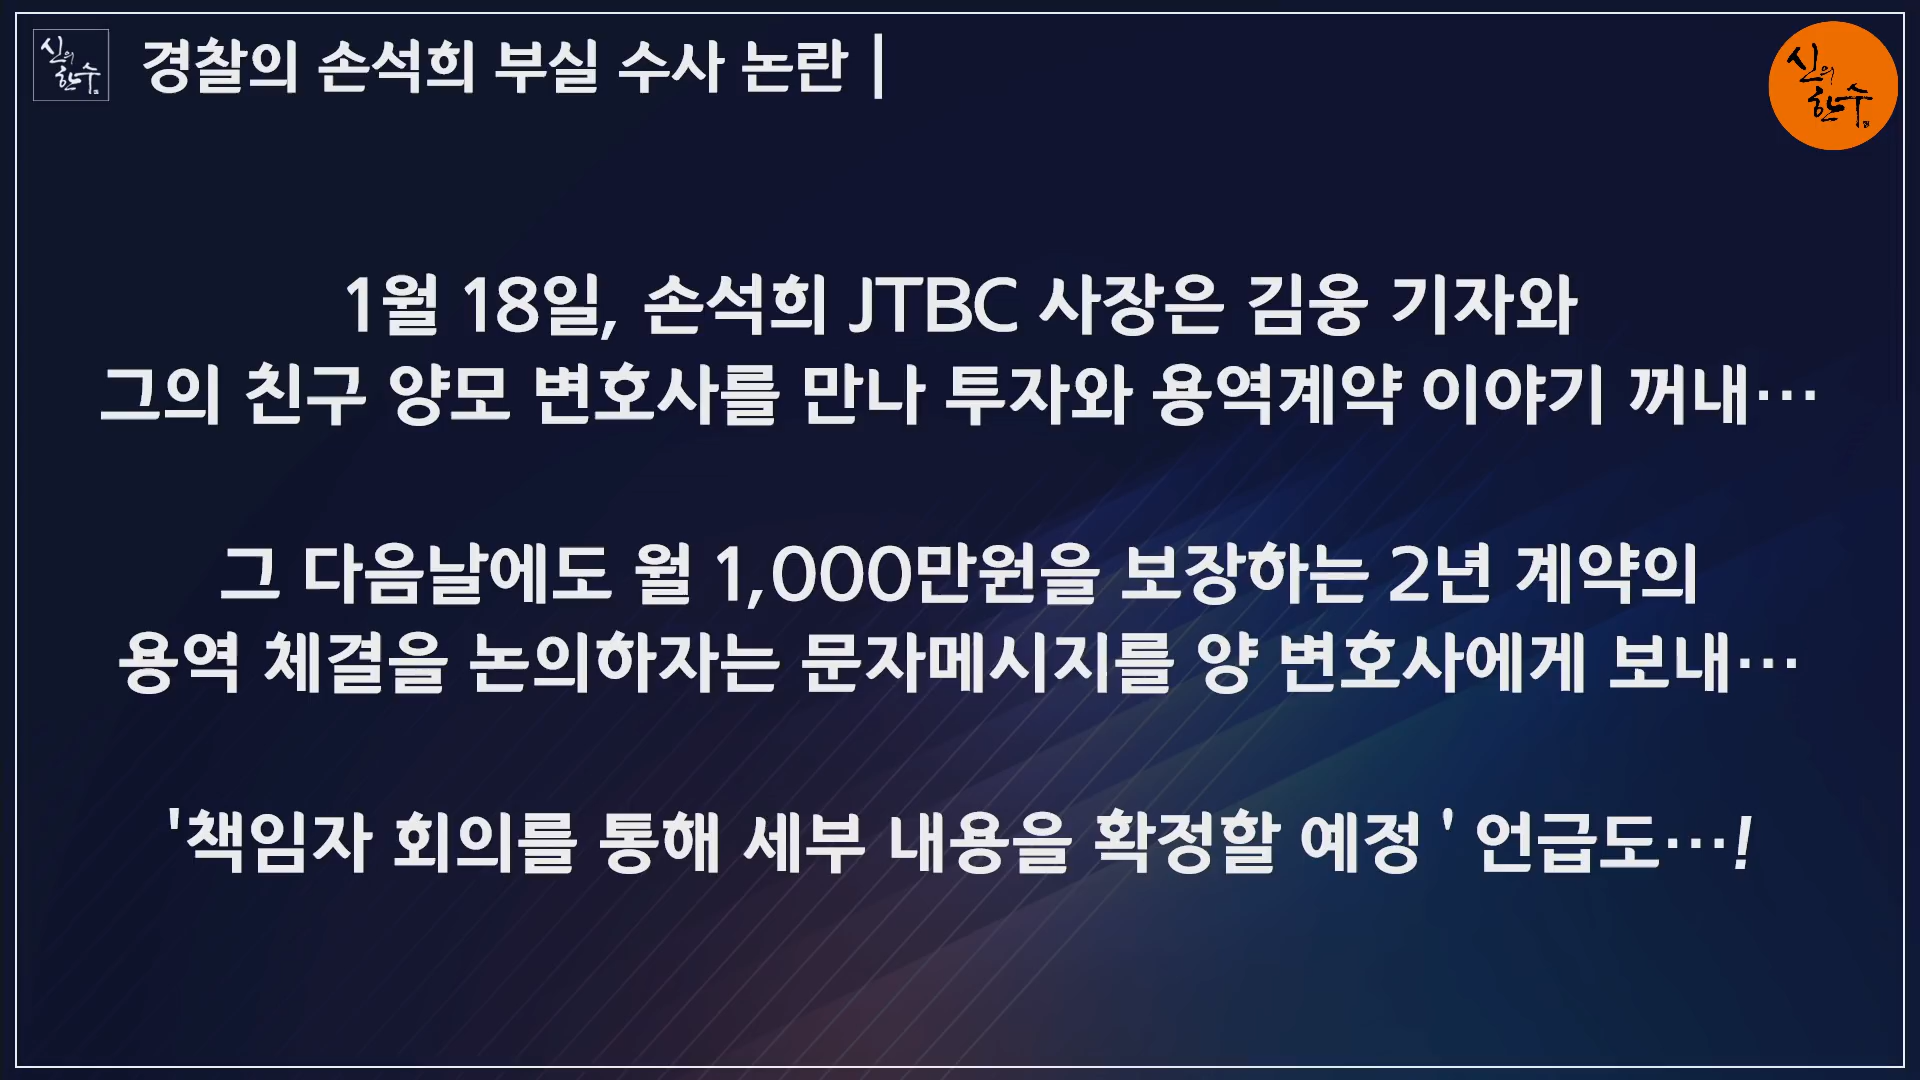 신의
한수
경찰의 손석희 부실 수사 논란
신의
한수
1월 18일, 손석희 JTBC 사장은 김웅 기자와
그의 친구 양모 변호사를 만나 투자와 용역계약 이야기 꺼내…
그 다음날에도 월 1,000만원을 보장하는 2년 계약의
용역 체결을 논의하자는 문자메시지를 양 변호사에게 보내…
'책임자 회의를 통해 세부 내용을 확정할 예정 ' 언급도…!